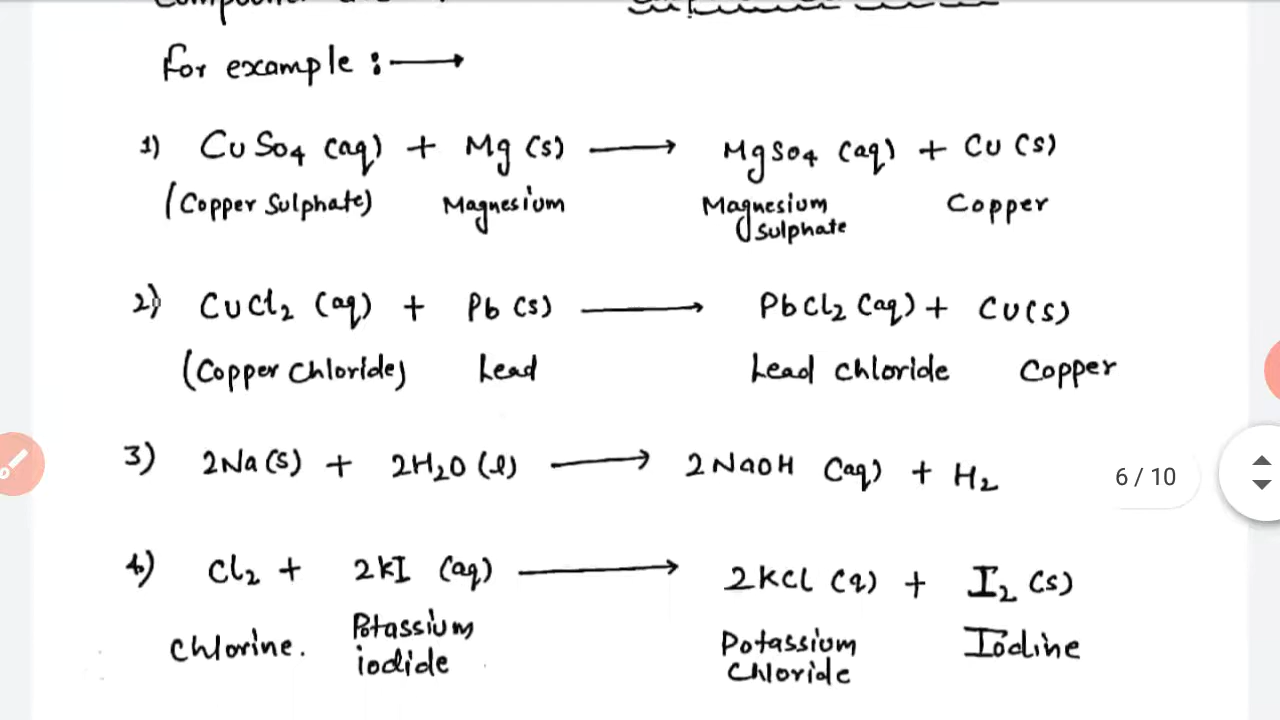 for example :⟶
1) CuSO4 (aq) + Mg (s) ⟶ MgSO4 (aq) + Cu (s)
(Copper Sulphate) Magnesium Magnesium Sulphate Copper
2) CuCl2 (aq) + Pb (s) ⟶ PbCl2 (aq) + Cu(s)
(Copper Chloride) Lead Lead chloride Copper
3) 2Na(s) + 2H2O (l) ⟶ 2NaOH (aq) + H2
6 / 10
4) Cl2 + 2KI (aq) ⟶ 2KCl (q) + I2 (s)
Chlorine. Potassium iodide Potassium Chloride Iodine